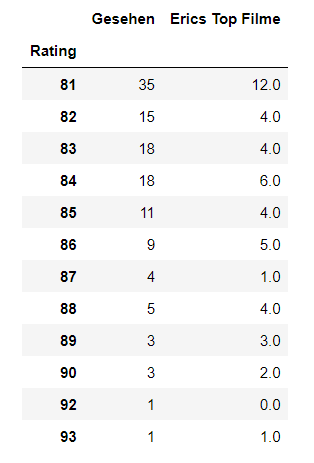 Gesehen Erics Top Filme
Rating
81 35 12.0
82 15 4.0
83 18 4.0
84 18 6.0
85 11 4.0
86 9 5.0
87 4 1.0
88 5 4.0
89 3 3.0
90 3 2.0
92 1 0.0
93 1 1.0